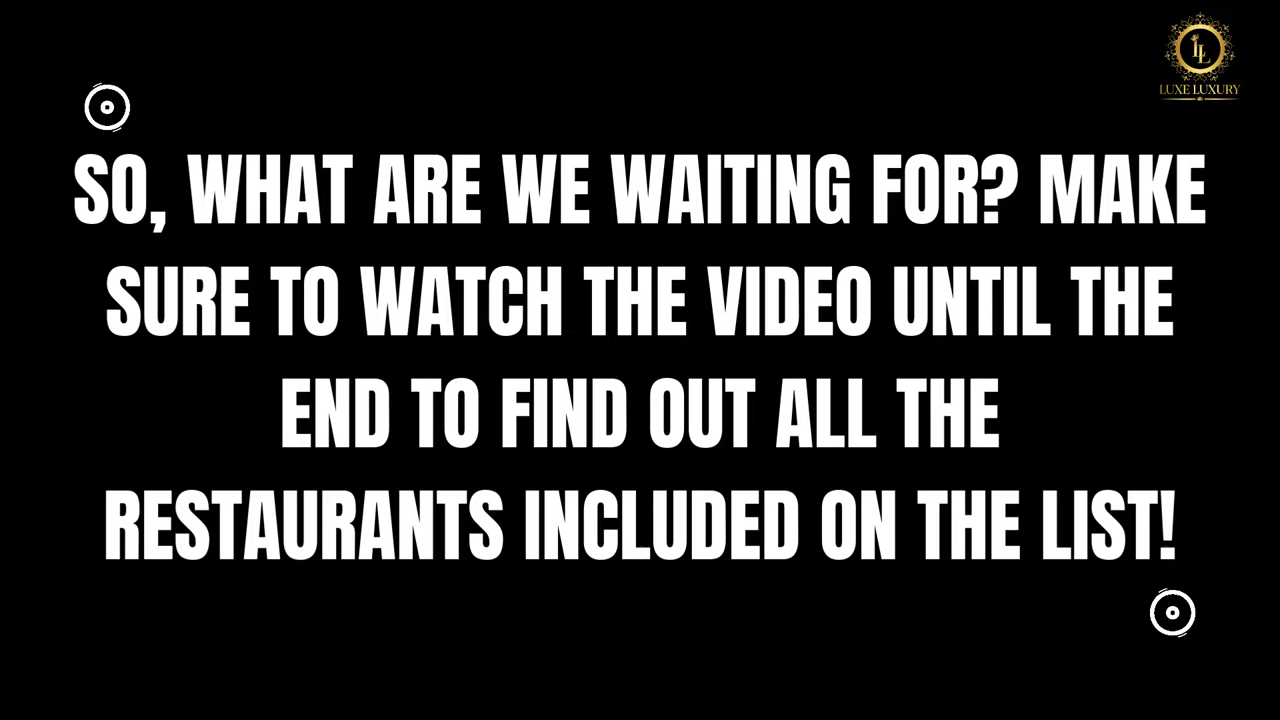 LL
LUXE LUXURY
SO, WHAT ARE WE WAITING FOR? MAKE
SURE TO WATCH THE VIDEO UNTIL THE
END TO FIND OUT ALL THE
RESTAURANTS INCLUDED ON THE LIST!